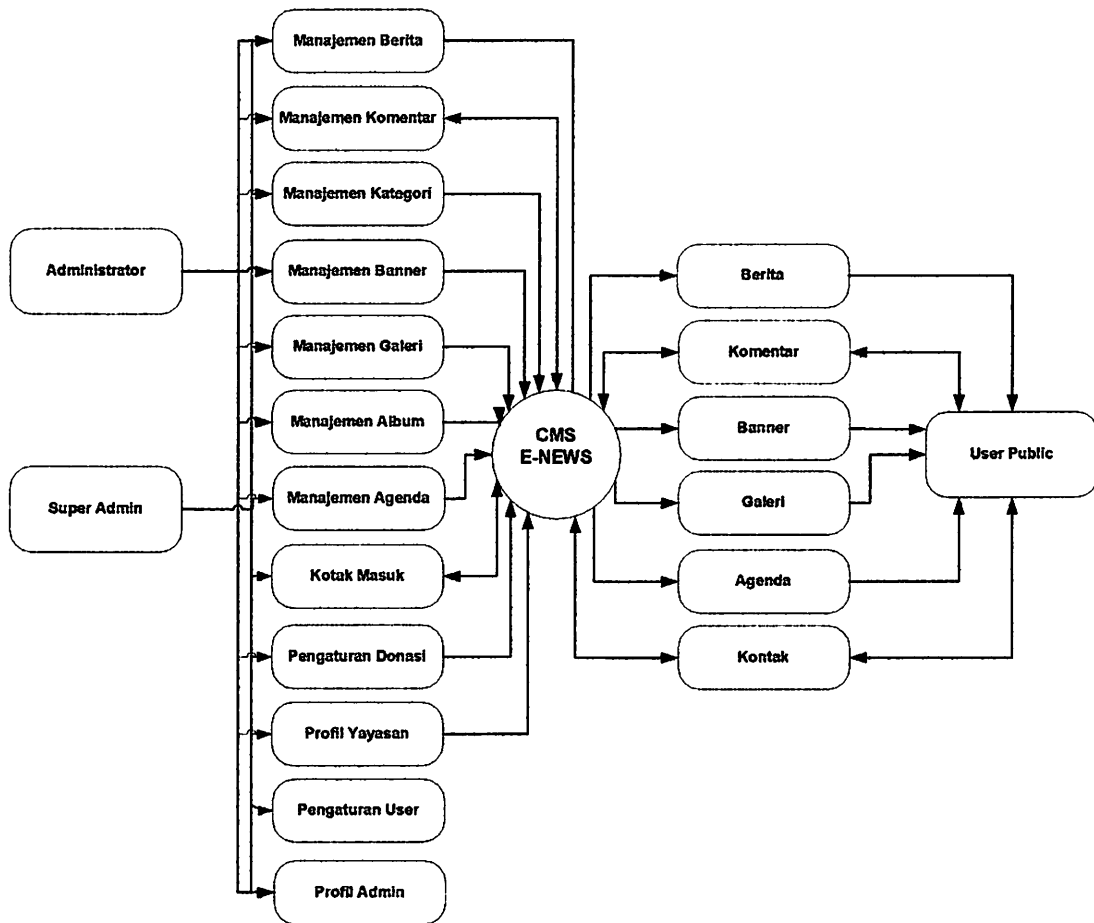 Manajemen Berita
Manajemen Komentar
Manajemen Kategori
Administrator
Manajemen Banner
Manajemen Galeri
Manajemen Album
Super Admin
Manajemen Agenda
Kotak Masuk
Pengaturan Donasi
Profil Yayasan
Pengaturan User
Profil Admin
CMS
E-NEWS
Berita
Komentar
Banner
Galeri
Agenda
Kontak
User Public